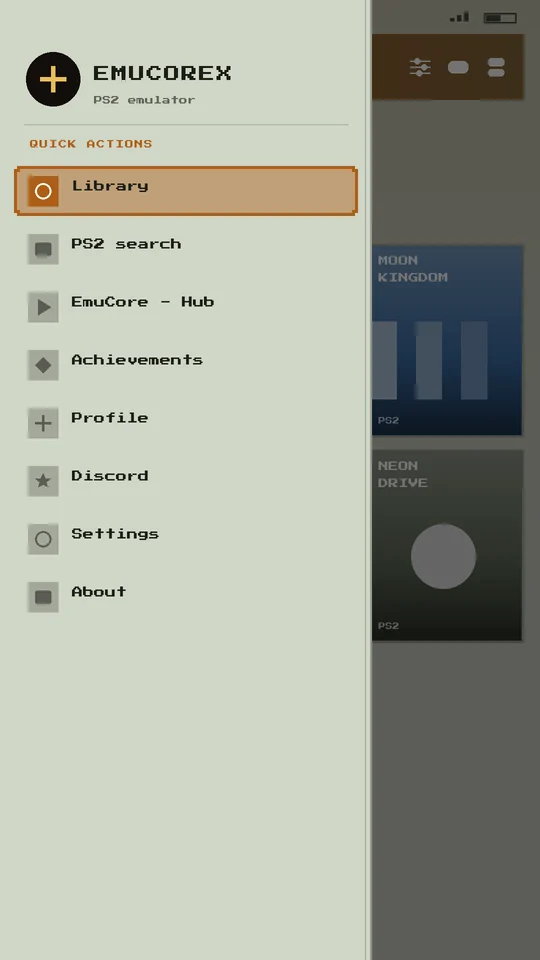 EMUCOREX
PS2 emulator
QUICK ACTIONS
Library
PS2 search
EmuCore - Hub
Achievements
Profile
Discord
Settings
About
MOON
KINGDOM
PS2
NEON
DRIVE
PS2